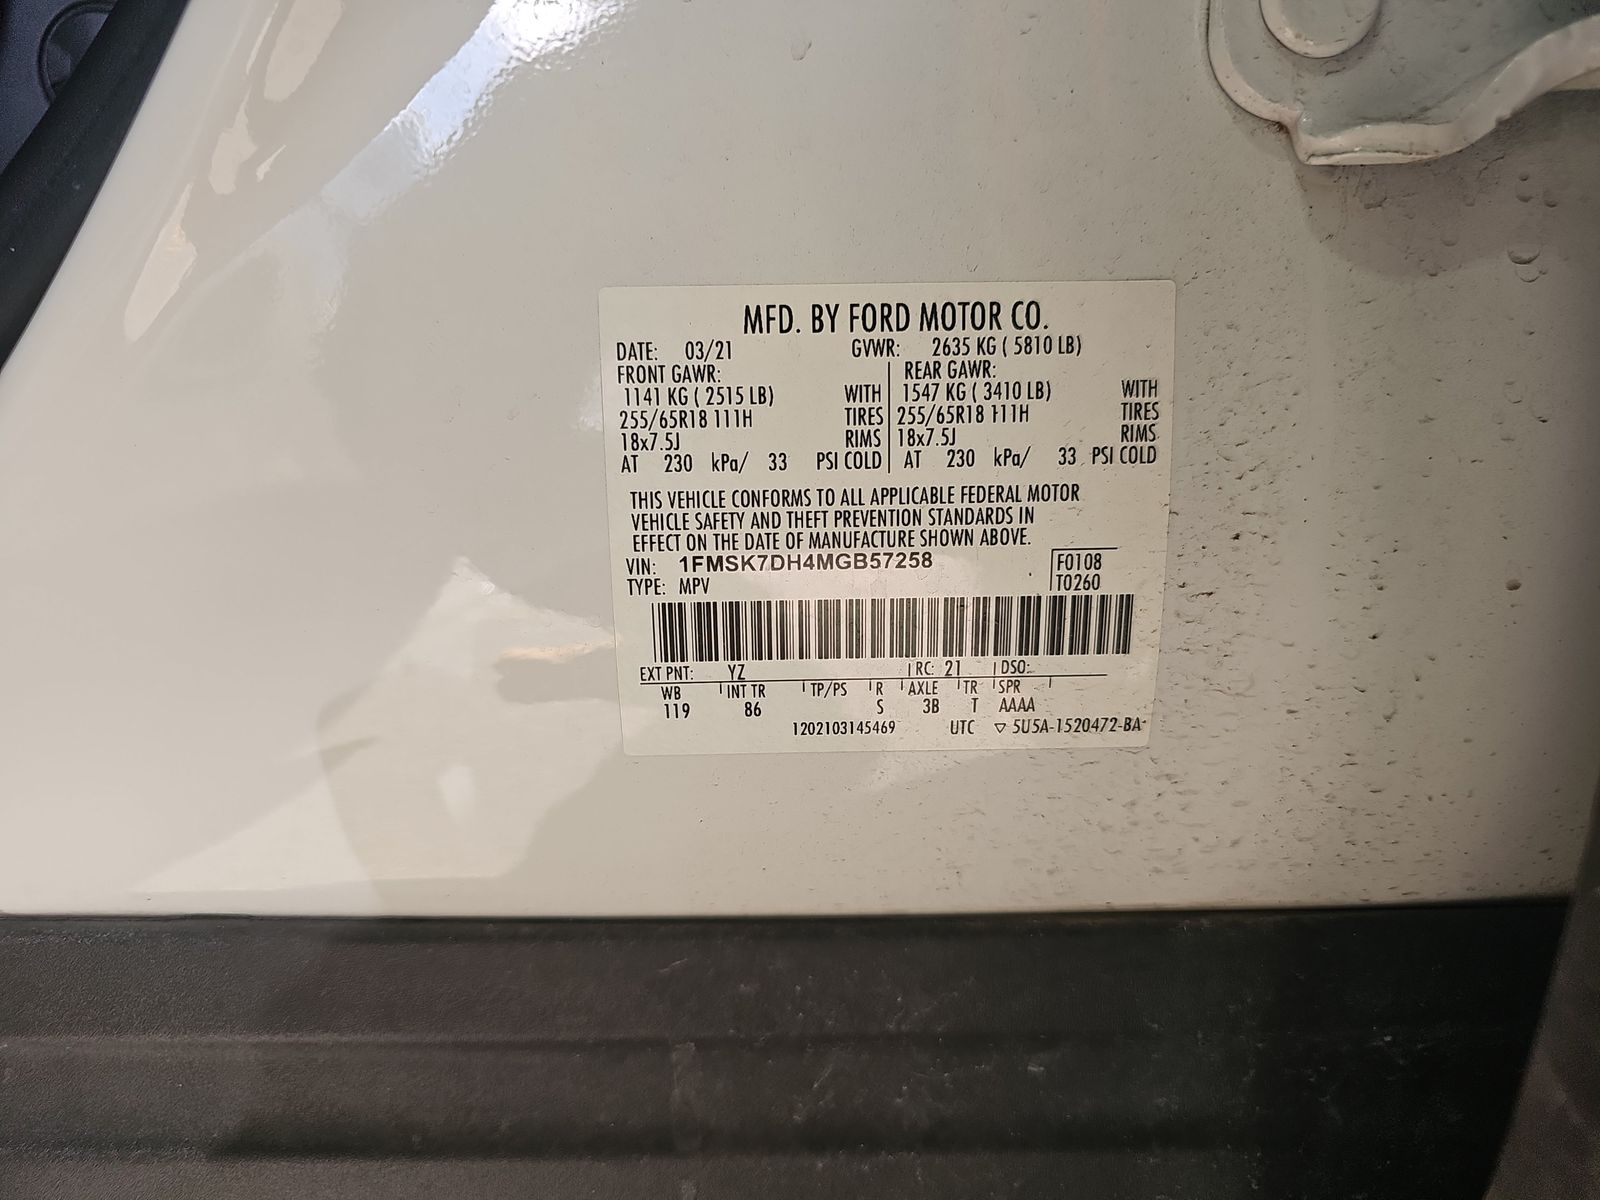 MFD. BY FORD MOTOR CO.
DATE: 03/21 GVWR: 2635 KG ( 5810 LB)
FRONT GAWR: REAR GAWR:
1141 KG ( 2515 LB) WITH 1547 KG ( 3410 LB) WITH
255/65R18 111H TIRES 255/65R18 111H TIRES
18x7.5J RIMS 18x7.5J RIMS
AT 230 kPa/ 33 PSI COLD AT 230 kPa/ 33 PSI COLD
THIS VEHICLE CONFORMS TO ALL APPLICABLE FEDERAL MOTOR
VEHICLE SAFETY AND THEFT PREVENTION STANDARDS IN
EFFECT ON THE DATE OF MANUFACTURE SHOWN ABOVE.
VIN: 1FMSK7DH4MGB57258 F0108
TYPE: MPV T0260
EXT PNT: YZ RC: 21 DSO:
WB INT TR TP/PS R AXLE TR SPR
119 86 S 3B T AAAA
1202103145469 UTC ▽ 5U5A-1520472-BA